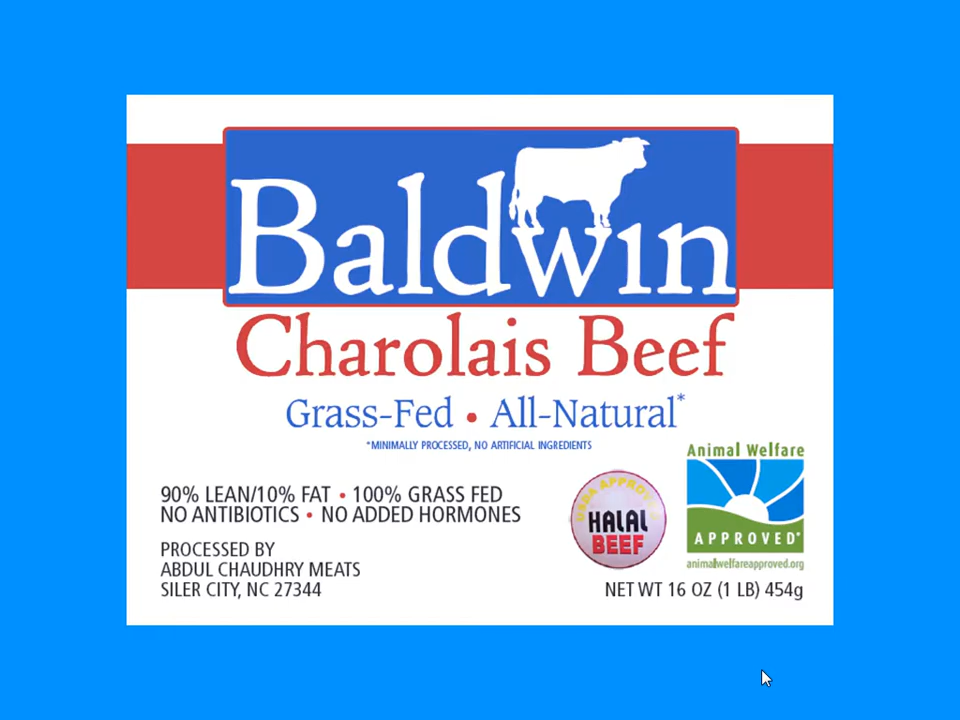 Baldwin
Charolais Beef
Grass-Fed • All-Natural*
*MINIMALLY PROCESSED, NO ARTIFICIAL INGREDIENTS
90% LEAN/10% FAT • 100% GRASS FED
NO ANTIBIOTICS • NO ADDED HORMONES
PROCESSED BY
ABDUL CHAUDHRY MEATS
SILER CITY, NC 27344
USDA APPROVED
HALAL
BEEF
Animal Welfare
APPROVED*
animalwelfareapproved.org
NET WT 16 OZ (1 LB) 454g